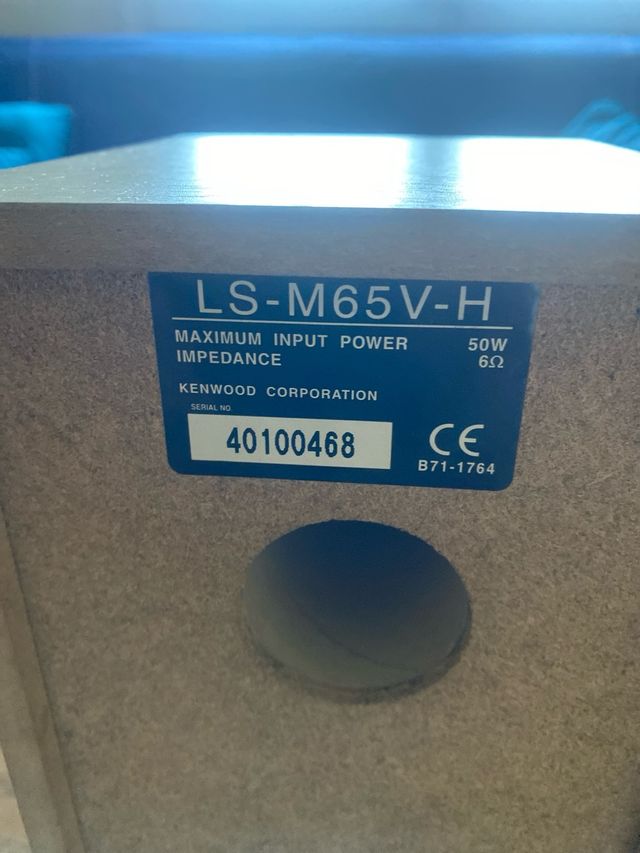 LS-M65V-H
MAXIMUM INPUT POWER 50W
IMPEDANCE 6Ω
KENWOOD CORPORATION
SERIAL NO
40100468
CE
B71-1764